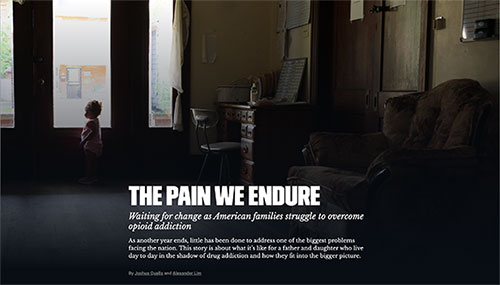 THE PAIN WE ENDURE
Waiting for change as American families struggle to overcome
opioid addiction
As another year ends, little has been done to address one of the biggest problems
facing the nation. This story is about what it's like for a father and daughter who live
day to day in the shadow of drug addiction and how they fit into the bigger picture.
By Joshua and Alexander Lim